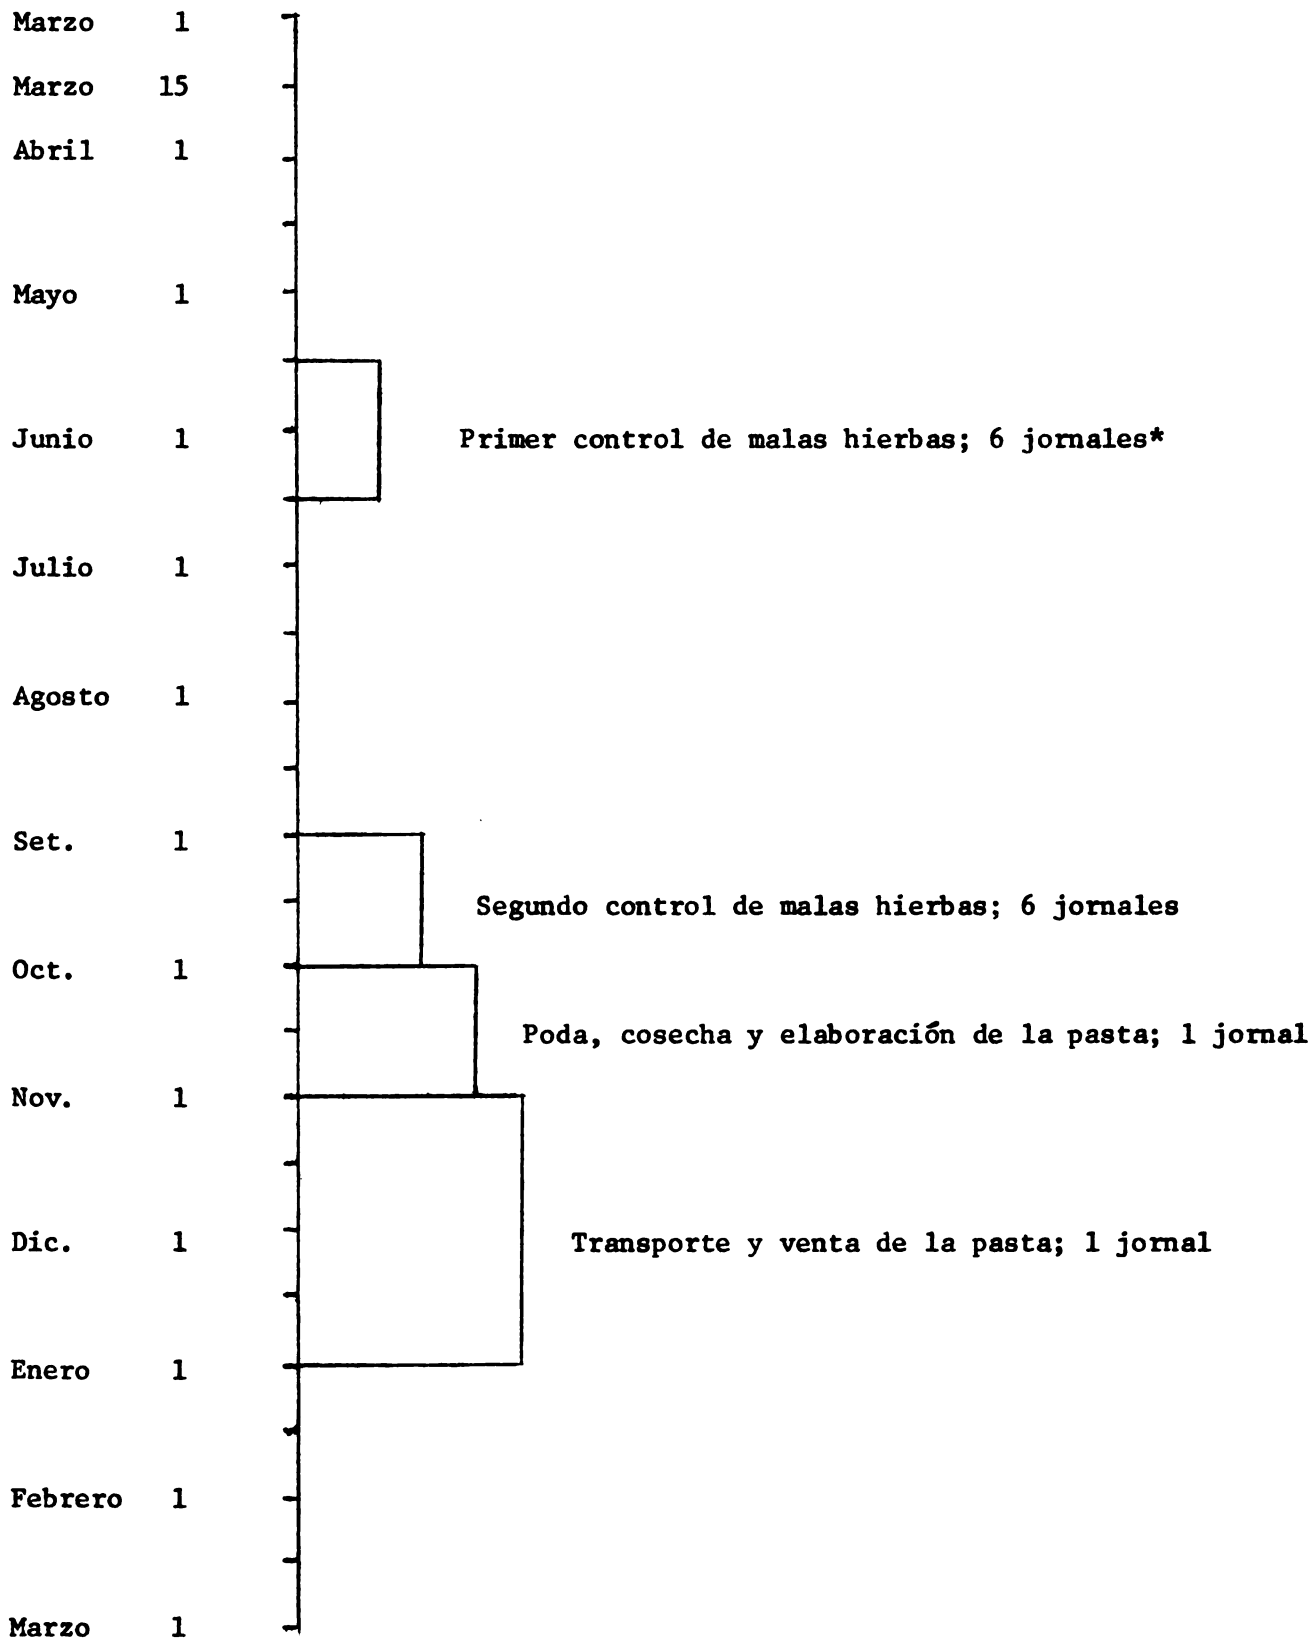 Marzo 1
Marzo 15
Abril 1
Mayo 1
Junio 1 Primer control de malas hierbas; 6 jornales*
Julio 1
Agosto 1
Set. 1
Segundo control de malas hierbas; 6 jornales
Oct. 1
Poda, cosecha y elaboración de la pasta; 1 jornal
Nov. 1
Dic. 1 Transporte y venta de la pasta; 1 jornal
Enero 1
Febrero 1
Marzo 1